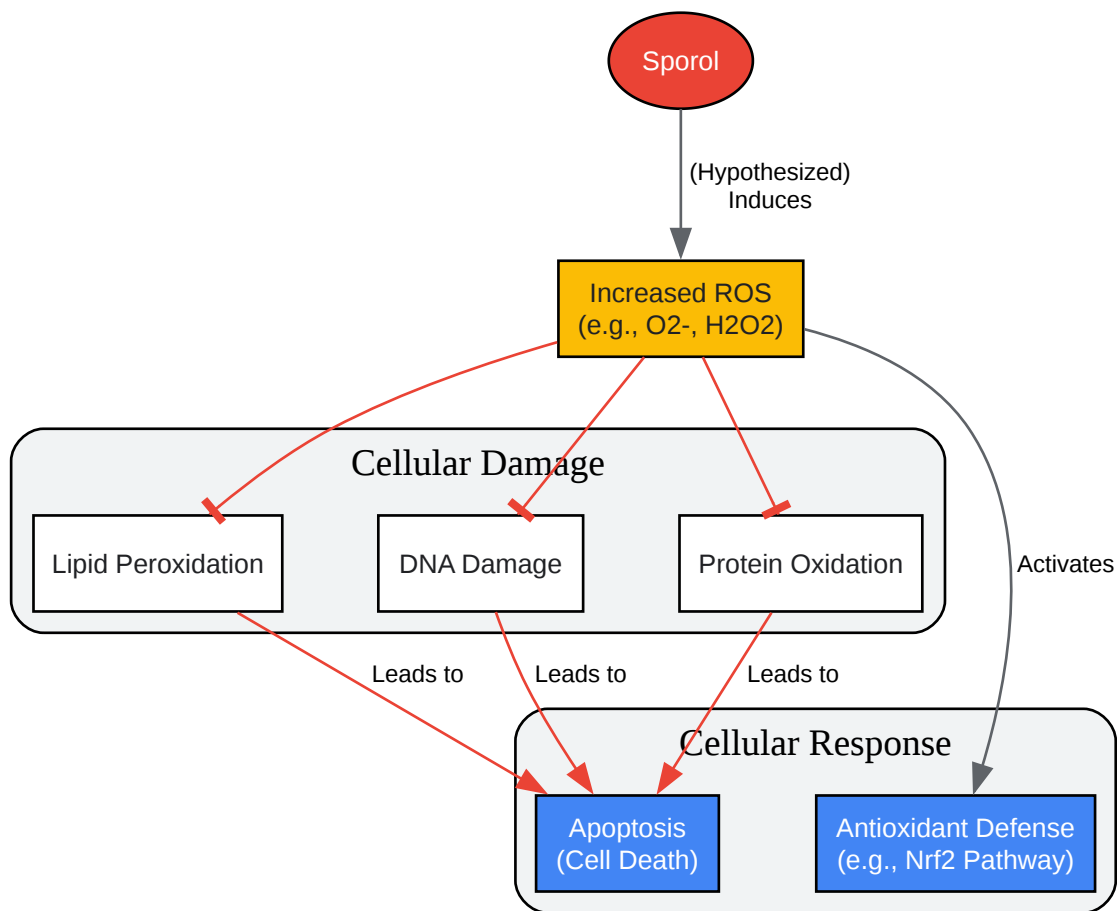 Sporol
(Hypothesized)
Induces
Increased ROS
(e.g., O2-, H2O2)
Cellular Damage
Lipid Peroxidation
DNA Damage
Protein Oxidation
Activates
Leads to
Leads to
Leads to
Cellular Response
Apoptosis
(Cell Death)
Antioxidant Defense
(e.g., Nrf2 Pathway)